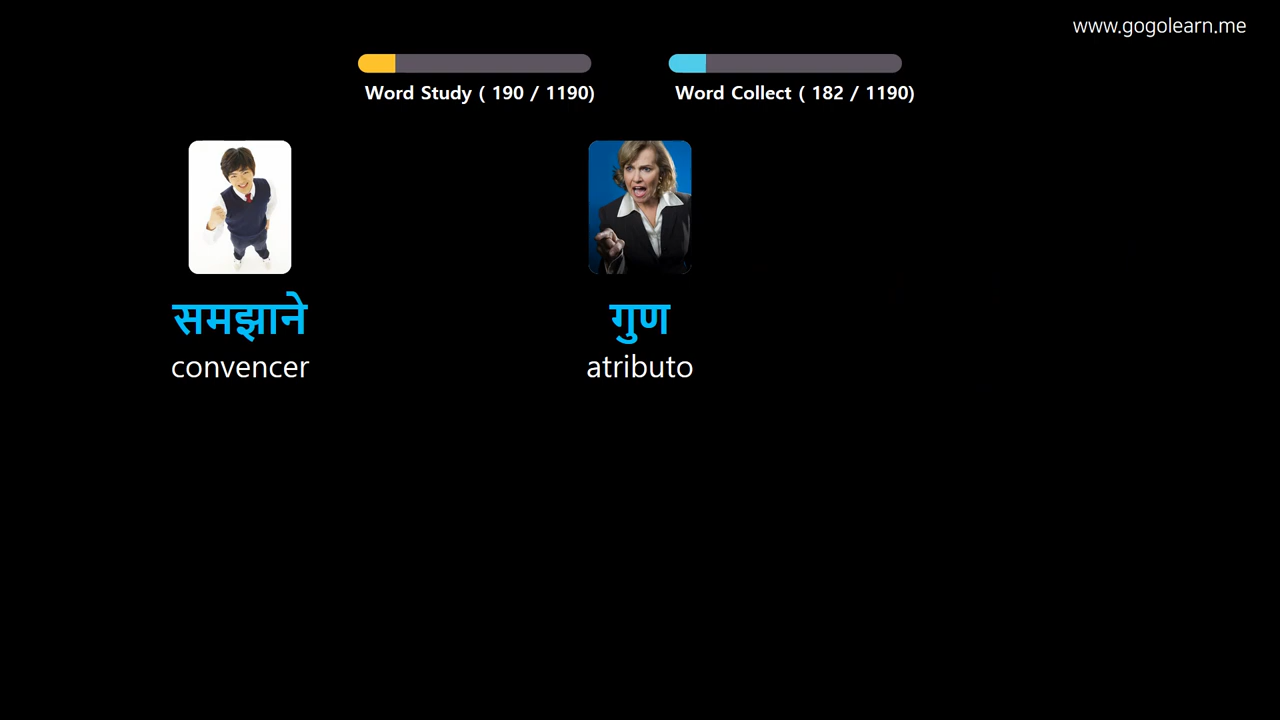 www.gogolearn.me
Word Study ( 190 / 1190)
Word Collect ( 182 / 1190)
समझाने
convencer
गुण
atributo